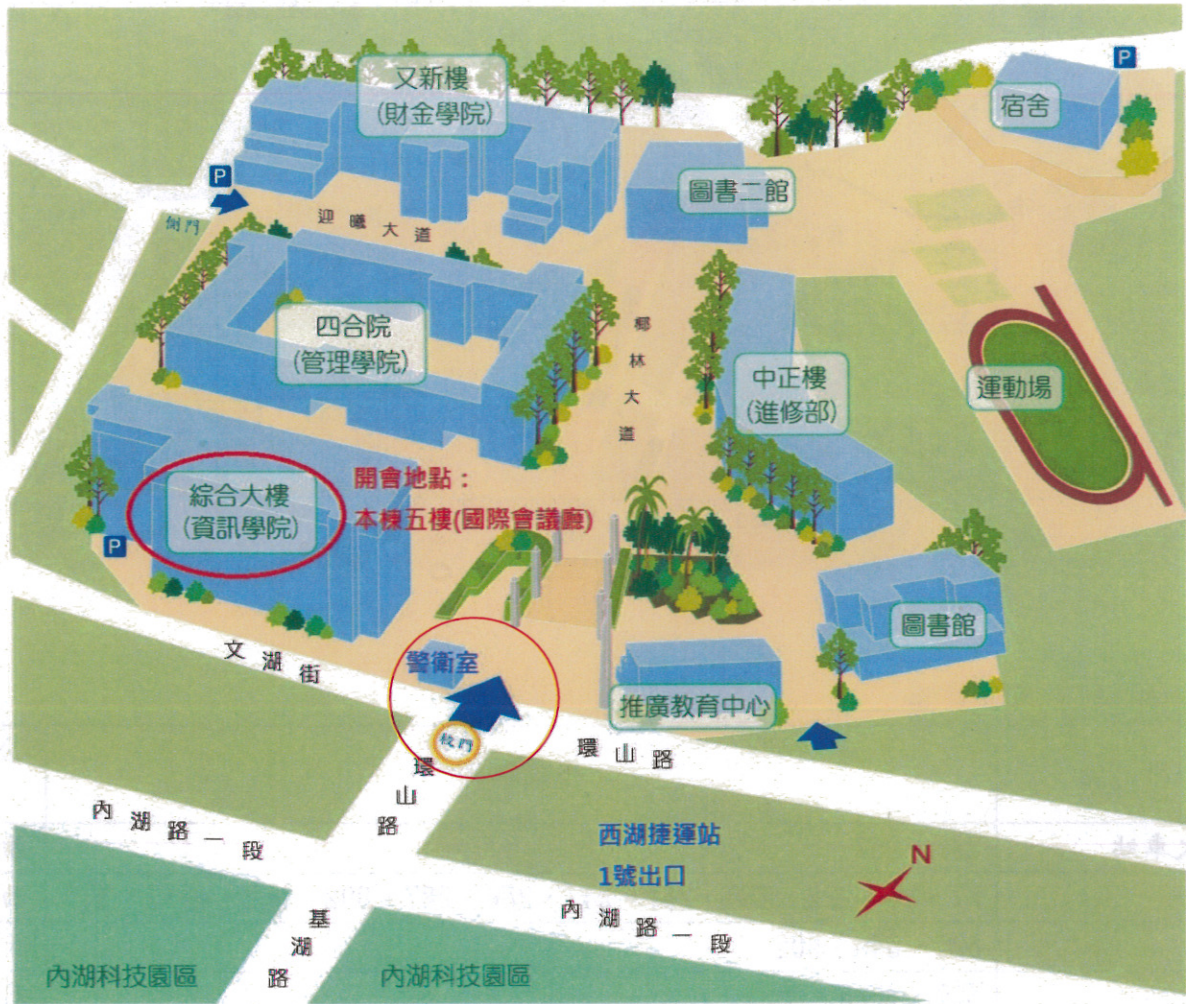 又新樓
(財金學院)
P
宿舍
P
圖書二館
側門
迎曦大道
四合院
(管理學院)
椰林大道
中正樓
(進修部)
運動場
綜合大樓
(資訊學院)
開會地點：
本棟五樓(國際會議廳)
P
圖書館
文湖街
警衛室
推廣教育中心
校門
環山路
環山路
內湖路一段
西湖捷運站
1號出口
N
內湖路一段
基湖路
內湖科技園區
內湖科技園區